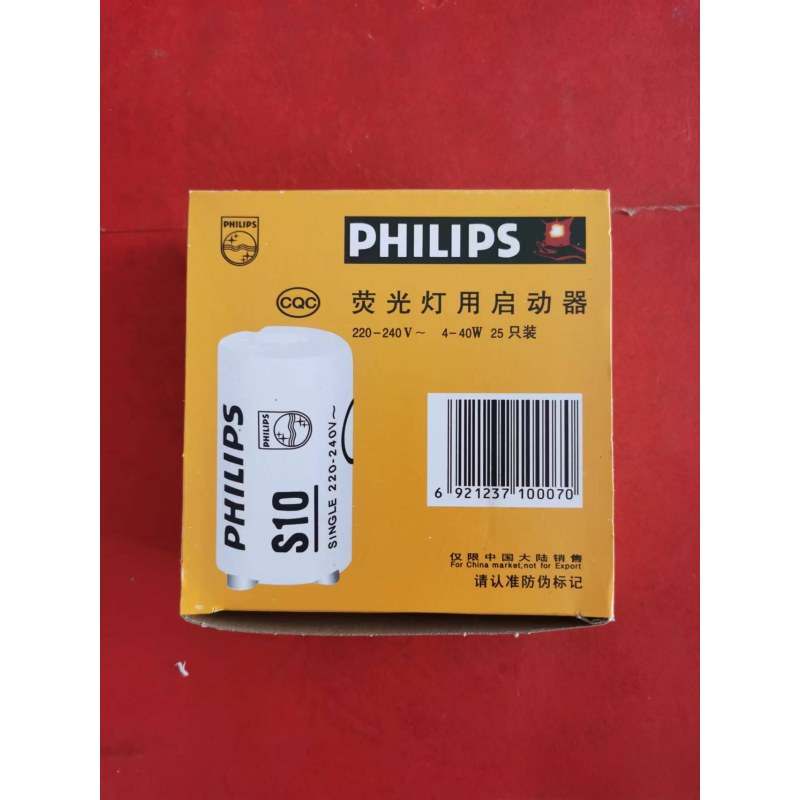 PHILIPS
PHILIPS
CQC
荧光灯用启动器
220-240V~ 4-40W 25只装
PHILIPS
PHILIPS
S10
SINGLE 220-240V~
6 921237 100070
仅限中国大陆销售
For China market,not for Export
请认准防伪标记